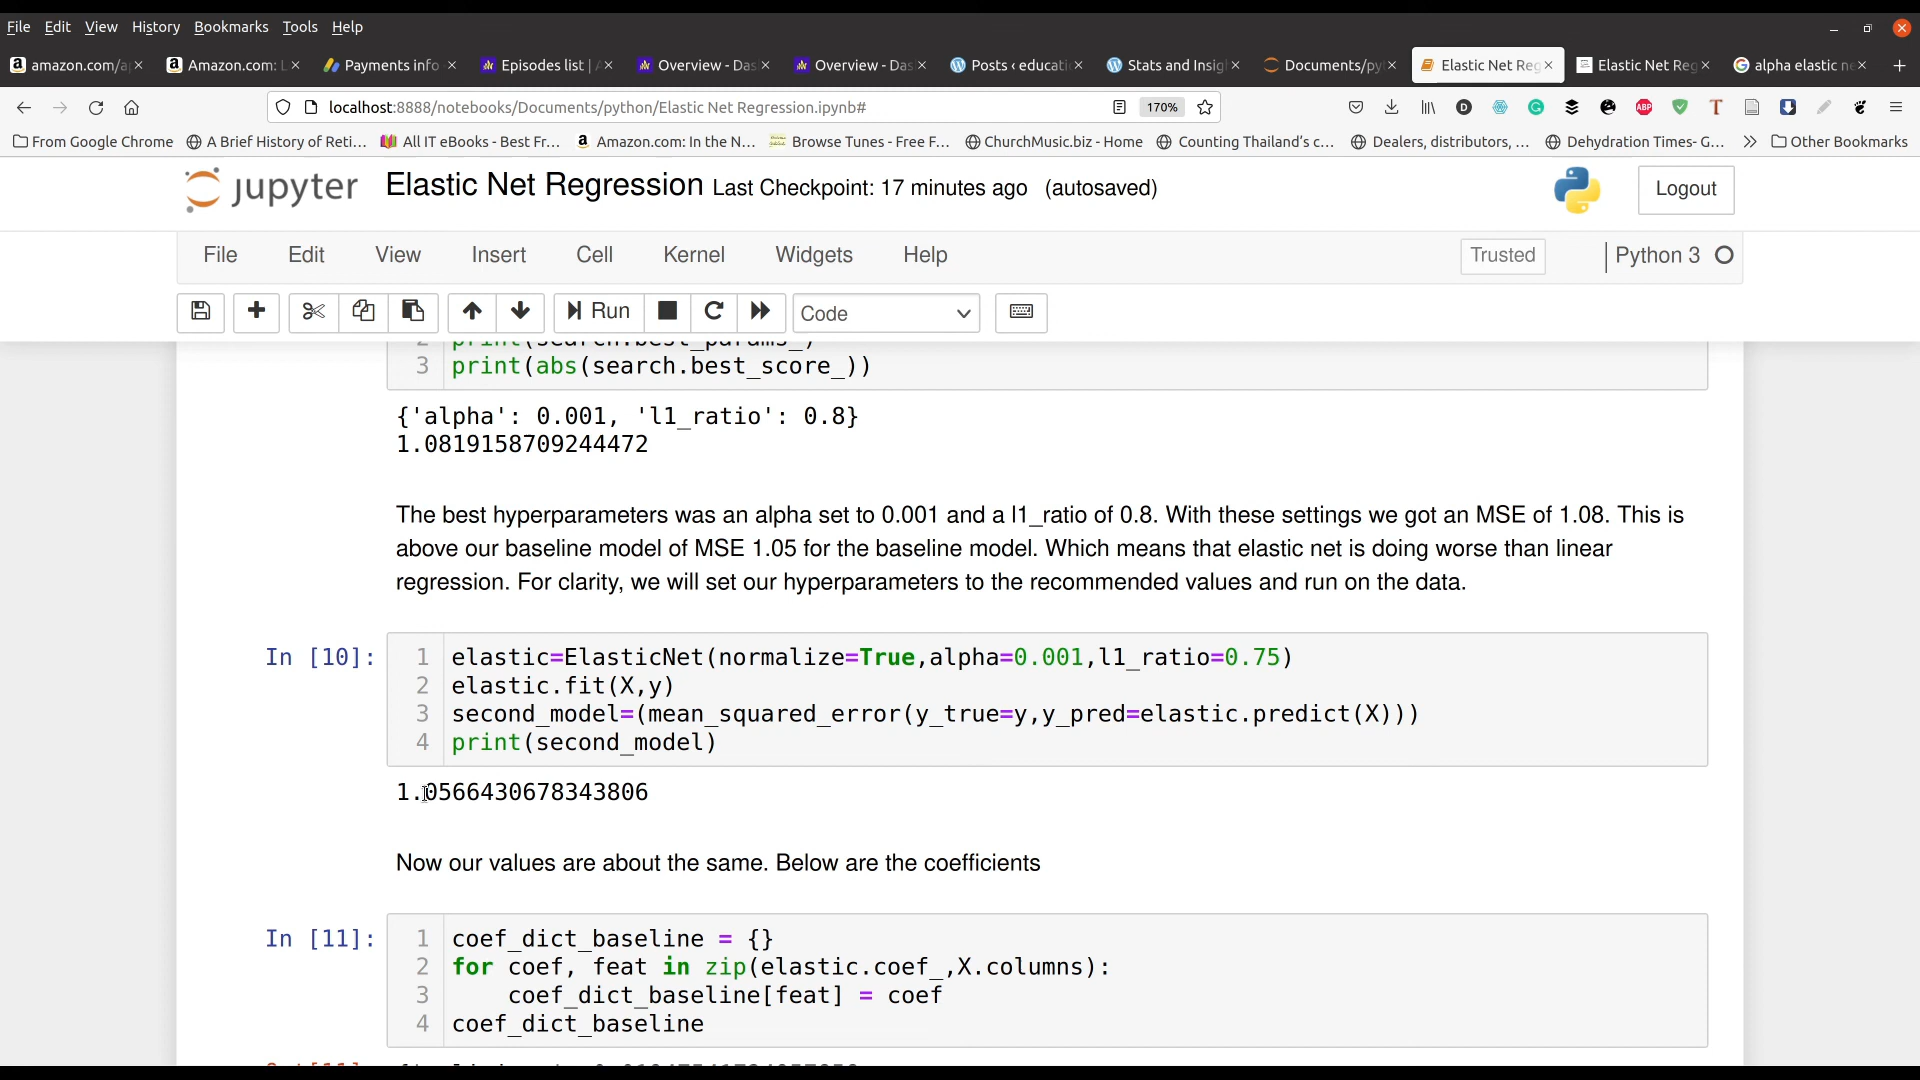 File Edit View History Bookmarks Tools Help
amazon.com/a Amazon.com: L Payments info Episodes list | Overview - Das Overview - Das Posts ‹ educati Stats and Insig Documents/py Elastic Net Reg Elastic Net Reg alpha elastic ne
localhost:8888/notebooks/Documents/python/Elastic Net Regression.ipynb# 170%
From Google Chrome A Brief History of Reti... All IT eBooks - Best Fr... Amazon.com: In the N... Browse Tunes - Free F... ChurchMusic.biz - Home Counting Thailand's c... Dealers, distributors, ... Dehydration Times- G... Other Bookmarks
jupyter Elastic Net Regression Last Checkpoint: 17 minutes ago (autosaved) Logout
File Edit View Insert Cell Kernel Widgets Help Trusted Python 3
Run Code
2 print(search.best_params_)
3 print(abs(search.best_score_))
{'alpha': 0.001, 'l1_ratio': 0.8}
1.0819158709244472
The best hyperparameters was an alpha set to 0.001 and a l1_ratio of 0.8. With these settings we got an MSE of 1.08. This is
above our baseline model of MSE 1.05 for the baseline model. Which means that elastic net is doing worse than linear
regression. For clarity, we will set our hyperparameters to the recommended values and run on the data.
In [10]: 1 elastic=ElasticNet(normalize=True,alpha=0.001,l1_ratio=0.75)
2 elastic.fit(X,y)
3 second_model=(mean_squared_error(y_true=y,y_pred=elastic.predict(X)))
4 print(second_model)
1.0566430678343806
Now our values are about the same. Below are the coefficients
In [11]: 1 coef_dict_baseline = {}
2 for coef, feat in zip(elastic.coef_,X.columns):
3 coef_dict_baseline[feat] = coef
4 coef_dict_baseline